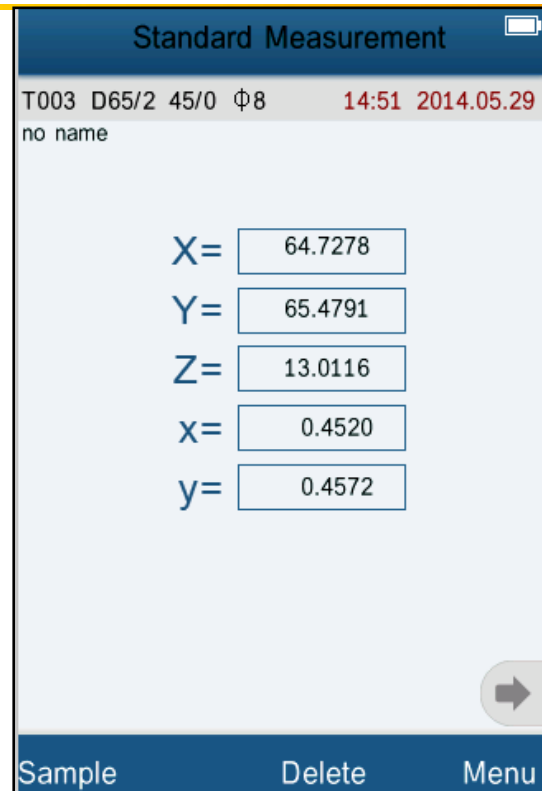 Standard Measurement
T003 D65/2 45/0 Φ8 14:51 2014.05.29
no name
X= 64.7278
Y= 65.4791
Z= 13.0116
x= 0.4520
y= 0.4572
Sample Delete Menu